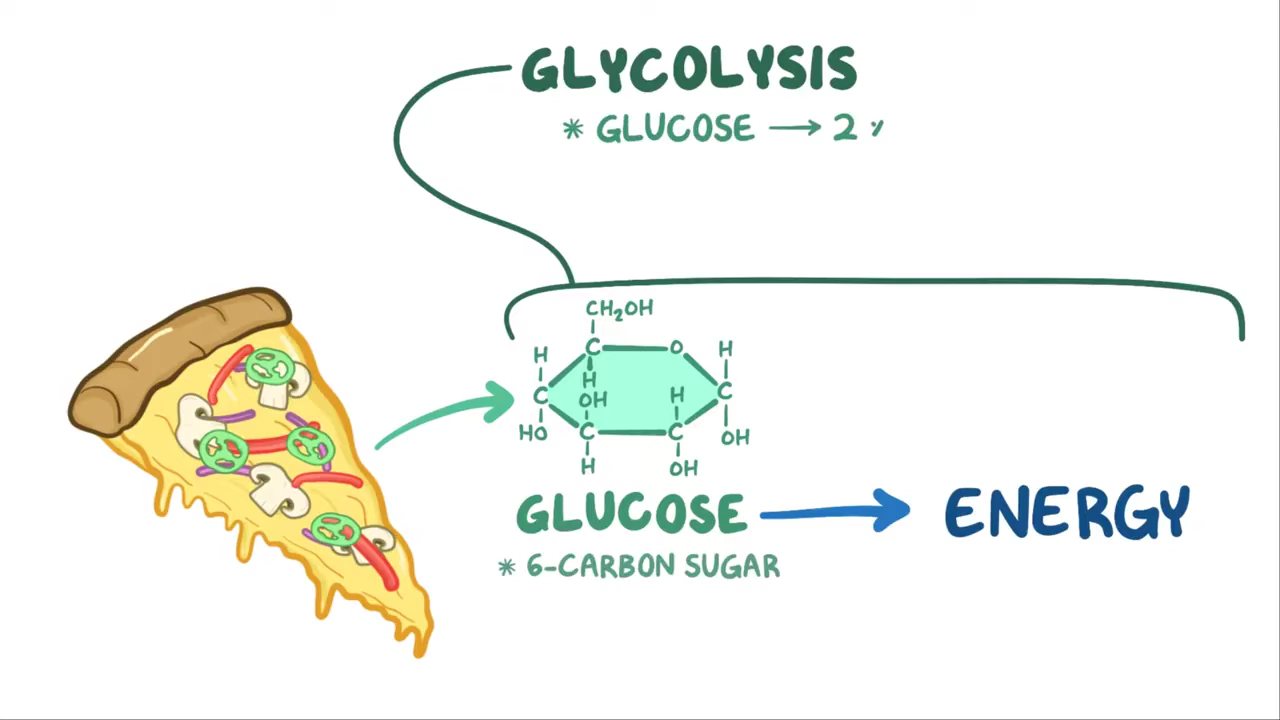 GLYCOLYSIS
* GLUCOSE → 2
CH₂OH
H
C
O
H
H
C
OH
H
C
HO
C
C
OH
H
OH
GLUCOSE → ENERGY
* 6-CARBON SUGAR